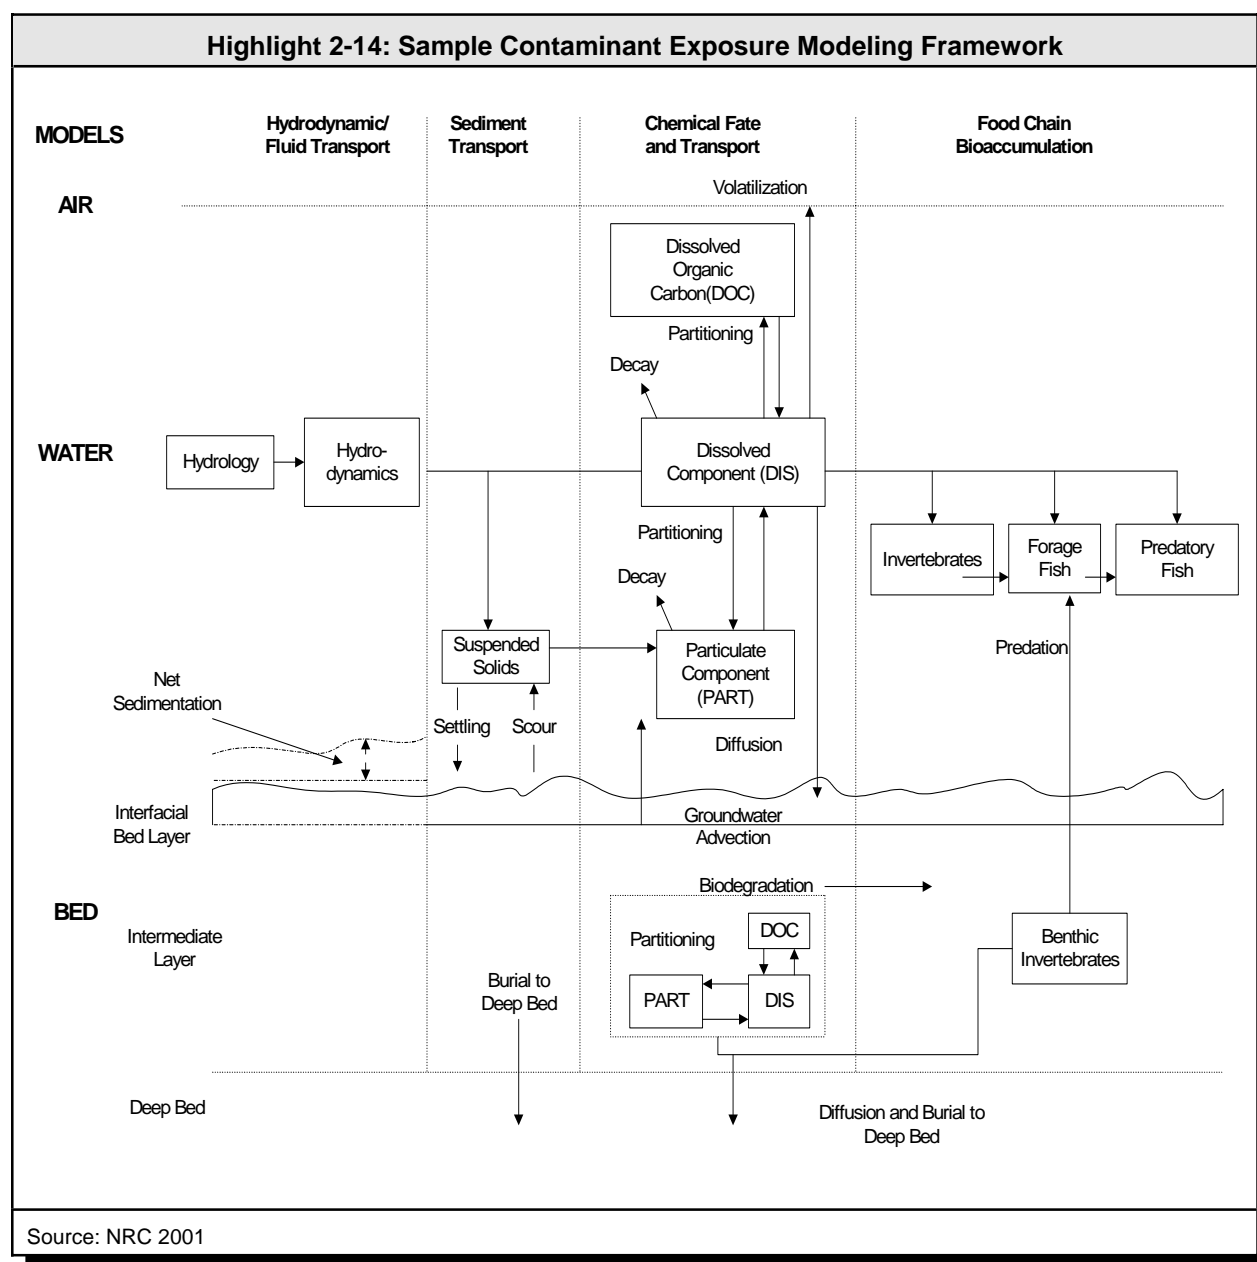 Highlight 2-14: Sample Contaminant Exposure Modeling Framework
MODELS
Hydrodynamic/
Fluid Transport
Sediment
Transport
Chemical Fate
and Transport
Food Chain
Bioaccumulation
Volatilization
AIR
Dissolved
Organic
Carbon(DOC)
Partitioning
Decay
WATER
Hydrology
Hydro-
dynamics
Dissolved
Component (DIS)
Partitioning
Invertebrates
Forage
Fish
Predatory
Fish
Decay
Suspended
Solids
Particulate
Component
(PART)
Predation
Net
Sedimentation
Settling
Scour
Diffusion
Interfacial
Bed Layer
Groundwater
Advection
Biodegradation
BED
Intermediate
Layer
Partitioning
DOC
Benthic
Invertebrates
Burial to
Deep Bed
PART
DIS
Deep Bed
Diffusion and Burial to
Deep Bed
Source: NRC 2001